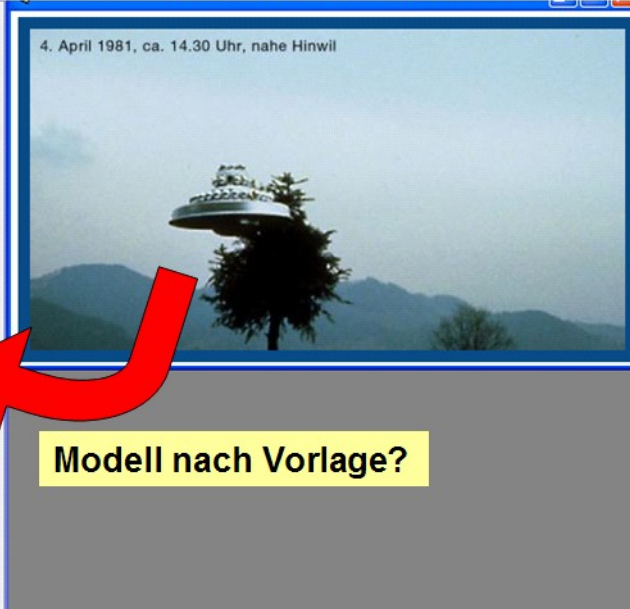 4. April 1981, ca. 14.30 Uhr, nahe Hinwil
Modell nach Vorlage?